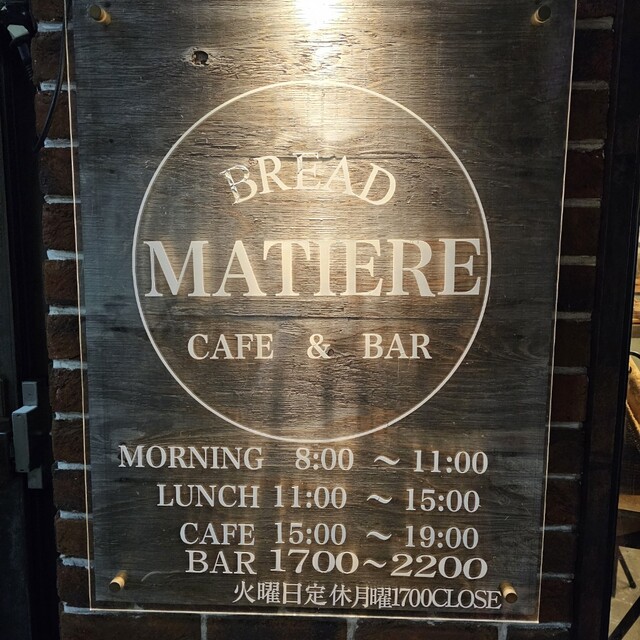 BREAD
MATIERE
CAFE & BAR
MORNING 8:00 ～ 11:00
LUNCH 11:00 ～ 15:00
CAFE 15:00 ～ 19:00
BAR 1700～2200
火曜日定休月曜1700CLOSE